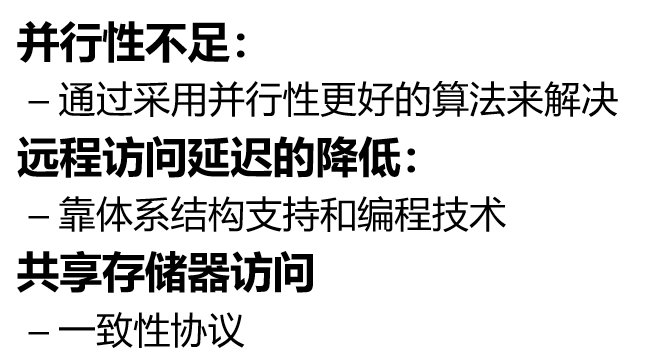 并行性不足：
– 通过采用并行性更好的算法来解决
远程访问延迟的降低：
– 靠体系结构支持和编程技术
共享存储器访问
– 一致性协议